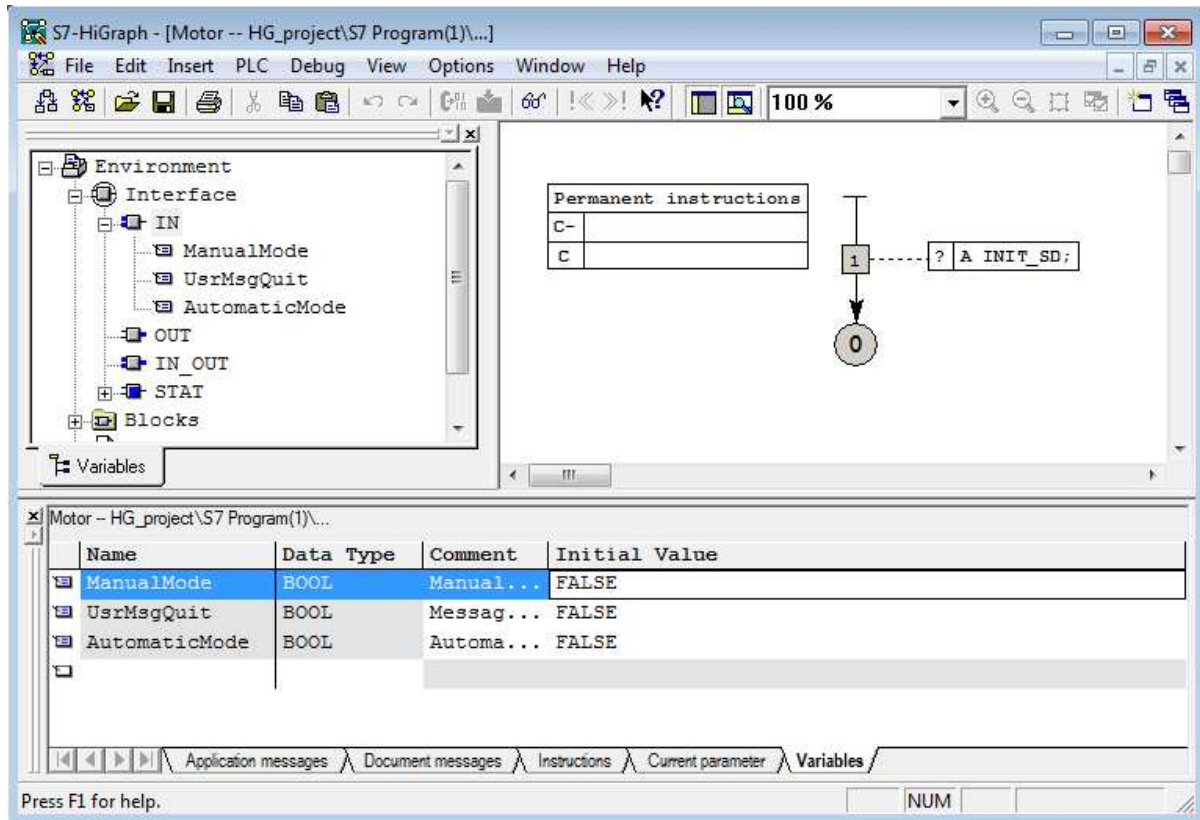 S7-HiGraph - [Motor -- HG_project\S7 Program(1)\...]
File Edit Insert PLC Debug View Options Window Help
100 %
Environment
Interface
IN
ManualMode
UsrMsgQuit
AutomaticMode
OUT
IN_OUT
STAT
Blocks
Variables
Permanent instructions
C-
C
1
? A INIT_SD;
0
Motor -- HG_project\S7 Program(1)\...
Name Data Type Comment Initial Value
ManualMode BOOL Manual... FALSE
UsrMsgQuit BOOL Messag... FALSE
AutomaticMode BOOL Automa... FALSE
Application messages Document messages Instructions Current parameter Variables
Press F1 for help. NUM